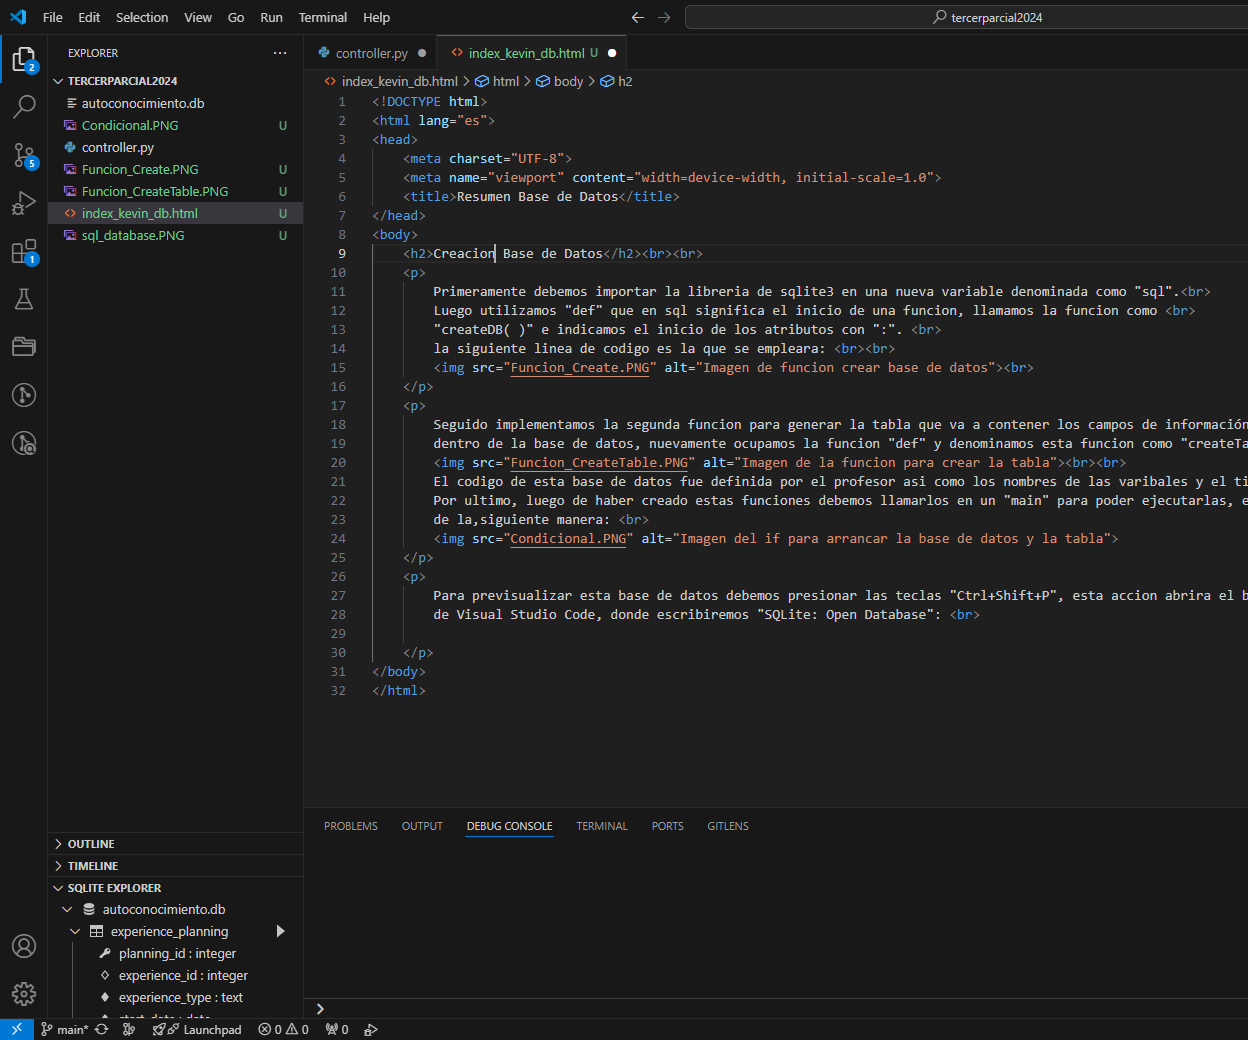 File Edit Selection View Go Run Terminal Help
tercerparcial2024
EXPLORER
TERCERPARCIAL2024
autoconocimiento.db
Condicional.PNG U
controller.py
Funcion_Create.PNG U
Funcion_CreateTable.PNG U
index_kevin_db.html U
sql_database.PNG U
2
5
1
controller.py
index_kevin_db.html U
index_kevin_db.html > html > body > h2
1 <!DOCTYPE html>
2 <html lang="es">
3 <head>
4 <meta charset="UTF-8">
5 <meta name="viewport" content="width=device-width, initial-scale=1.0">
6 <title>Resumen Base de Datos</title>
7 </head>
8 <body>
9 <h2>Creacion Base de Datos</h2><br><br>
10 <p>
11 Primeramente debemos importar la libreria de sqlite3 en una nueva variable denominada como "sql".<br>
12 Luego utilizamos "def" que en sql significa el inicio de una funcion, llamamos la funcion como <br>
13 "createDB( )" e indicamos el inicio de los atributos con ":". <br>
14 la siguiente linea de codigo es la que se empleara: <br><br>
15 <img src="Funcion_Create.PNG" alt="Imagen de funcion crear base de datos"><br>
16 </p>
17 <p>
18 Seguido implementamos la segunda funcion para generar la tabla que va a contener los campos de información
19 dentro de la base de datos, nuevamente ocupamos la funcion "def" y denominamos esta funcion como "createTa
20 <img src="Funcion_CreateTable.PNG" alt="Imagen de la funcion para crear la tabla"><br><br>
21 El codigo de esta base de datos fue definida por el profesor asi como los nombres de las varibales y el ti
22 Por ultimo, luego de haber creado estas funciones debemos llamarlos en un "main" para poder ejecutarlas, e
23 de la,siguiente manera: <br>
24 <img src="Condicional.PNG" alt="Imagen del if para arrancar la base de datos y la tabla">
25 </p>
26 <p>
27 Para previsualizar esta base de datos debemos presionar las teclas "Ctrl+Shift+P", esta accion abrira el b
28 de Visual Studio Code, donde escribiremos "SQLite: Open Database": <br>
29
30 </p>
31 </body>
32 </html>
PROBLEMS OUTPUT DEBUG CONSOLE TERMINAL PORTS GITLENS
OUTLINE
TIMELINE
SQLITE EXPLORER
autoconocimiento.db
experience_planning
planning_id : integer
experience_id : integer
experience_type : text
start_date : date
main* Launchpad 0 0 0